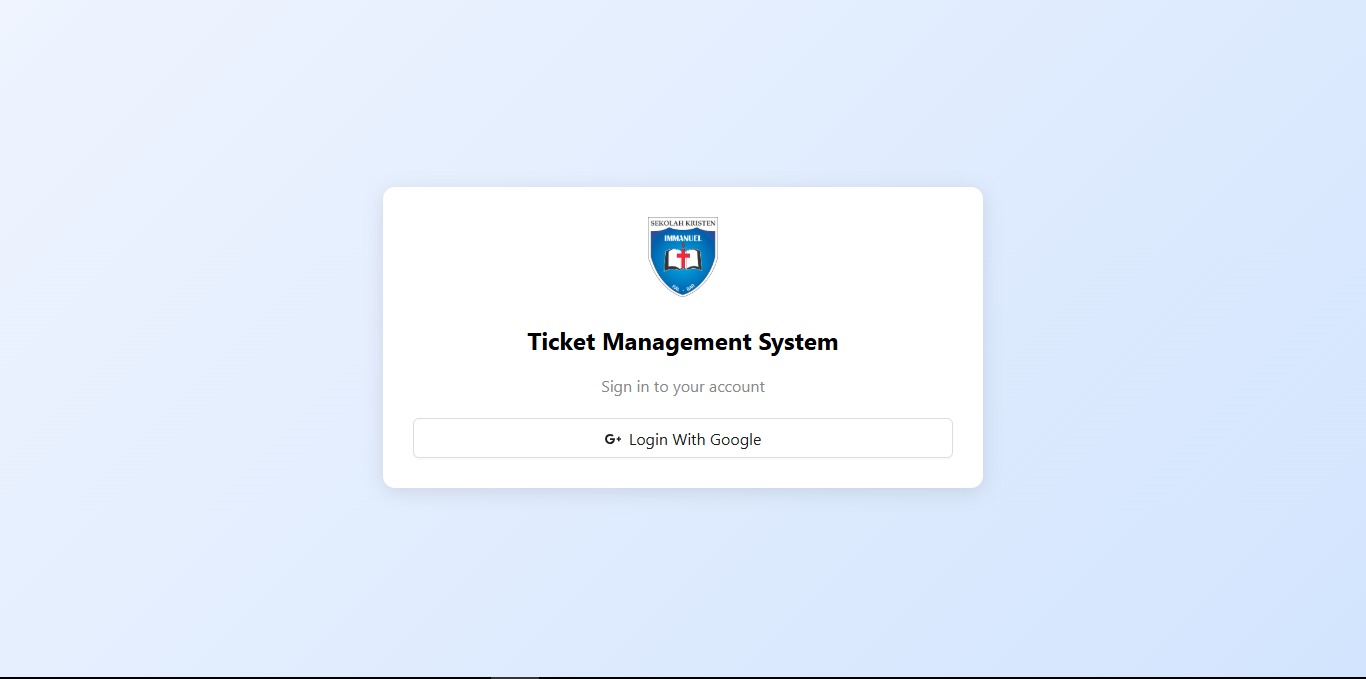 SEKOLAH KRISTEN
IMMANUEL
Ticket Management System
Sign in to your account
G+ Login With Google